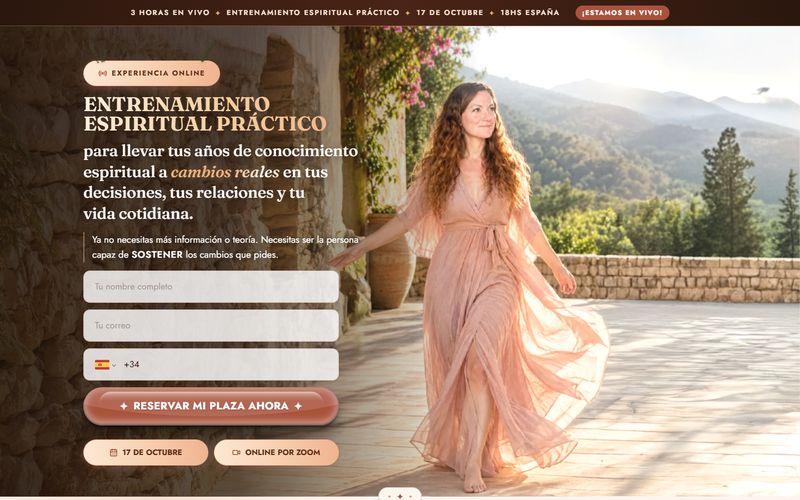 3 HORAS EN VIVO ✦ ENTRENAMIENTO ESPIRITUAL PRÁCTICO ✦ 17 DE OCTUBRE ✦ 18HS ESPAÑA ¡ESTAMOS EN VIVO!
EXPERIENCIA ONLINE
ENTRENAMIENTO
ESPIRITUAL PRÁCTICO
para llevar tus años de conocimiento
espiritual a cambios reales en tus
decisiones, tus relaciones y tu
vida cotidiana.
Ya no necesitas más información o teoría. Necesitas ser la persona
capaz de SOSTENER los cambios que pides.
Tu nombre completo
Tu correo
+34
✦ RESERVAR MI PLAZA AHORA ✦
17 DE OCTUBRE
ONLINE POR ZOOM